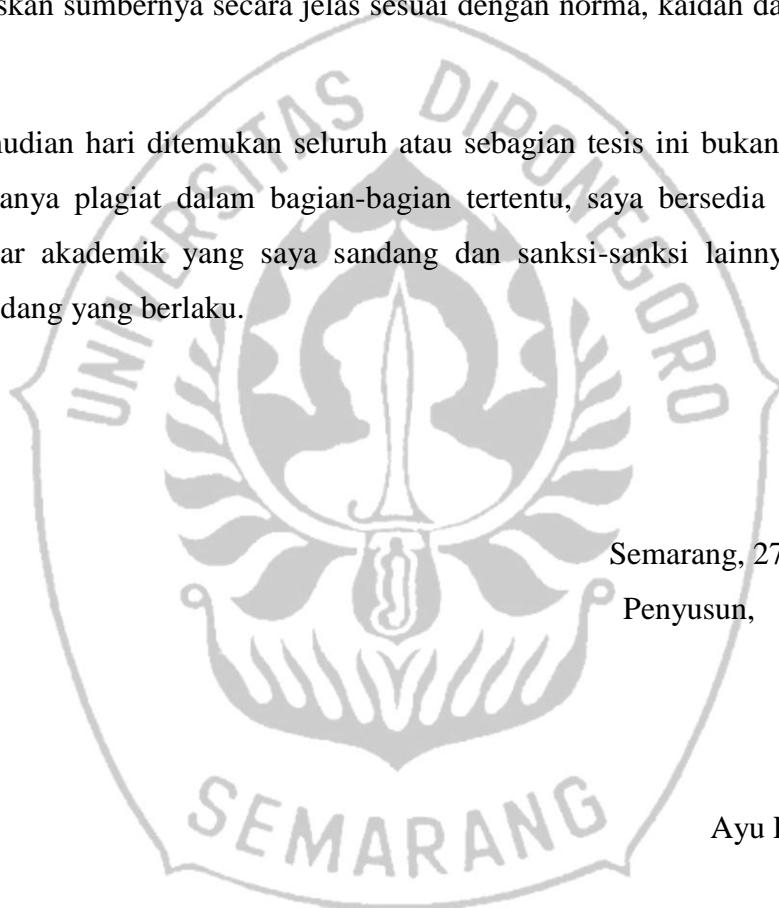 skan sumbernya secara jelas sesuai dengan norma, kaidah da
nudian hari ditemukan seluruh atau sebagian tesis ini bukan
anya plagiat dalam bagian-bagian tertentu, saya bersedia
ar akademik yang saya sandang dan sanksi-sanksi lainny
dang yang berlaku.
UNIVERSITAS DIPONEGORO
Semarang, 27
Penyusun,
Ayu
SEMARANG